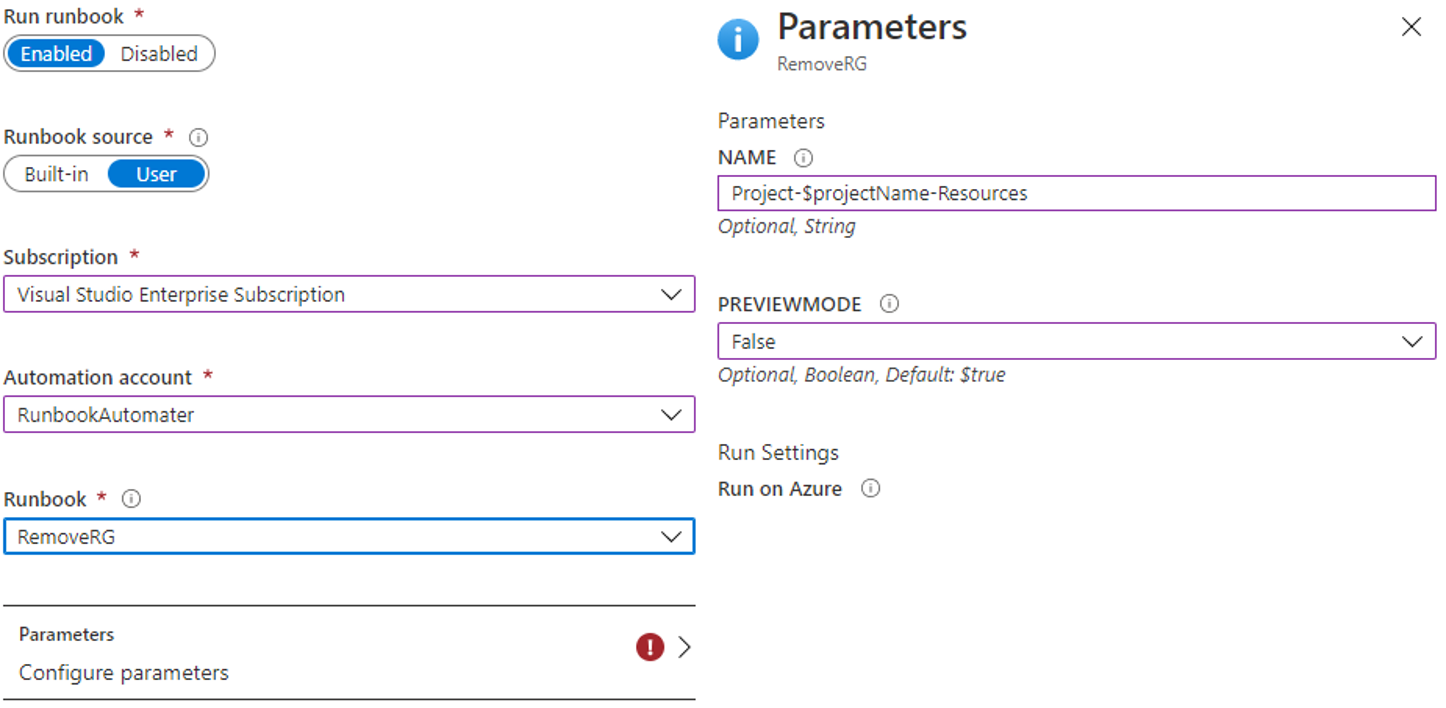 Run runbook *
Enabled Disabled
Runbook source *
Built-in User
Subscription *
Visual Studio Enterprise Subscription
Automation account *
RunbookAutomater
Runbook *
RemoveRG
Parameters
Configure parameters
Parameters
RemoveRG
Parameters
NAME
Project-$projectName-Resources
Optional, String
PREVIEWMODE
False
Optional, Boolean, Default: $true
Run Settings
Run on Azure